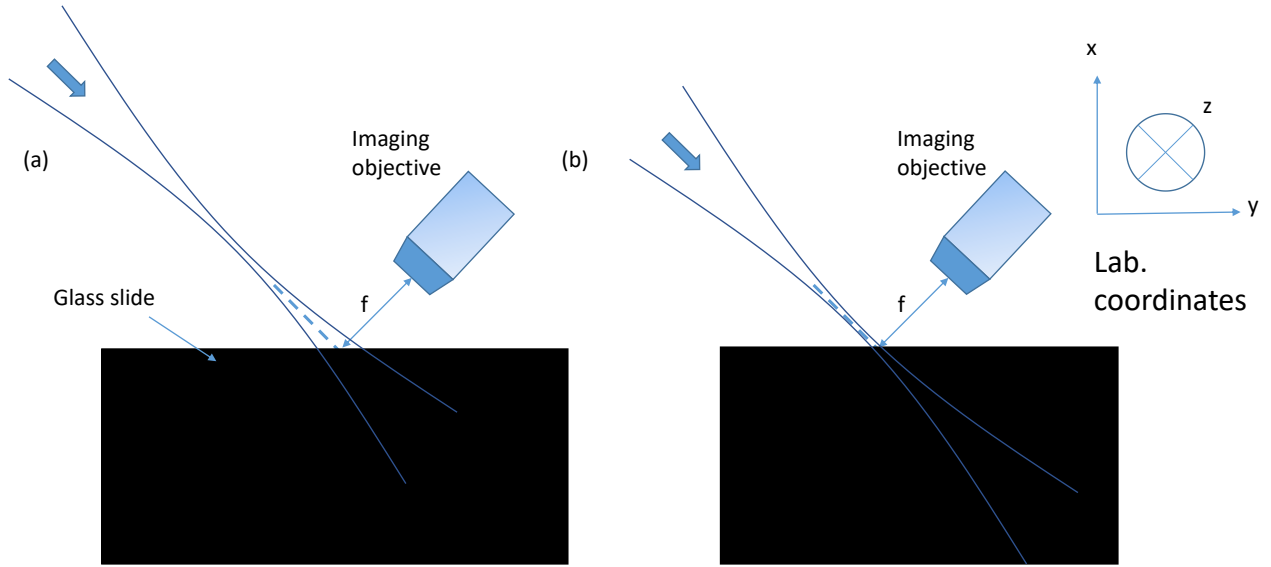 (a)
Imaging
objective
Glass slide
f
(b)
Imaging
objective
f
x
z
y
Lab.
coordinates